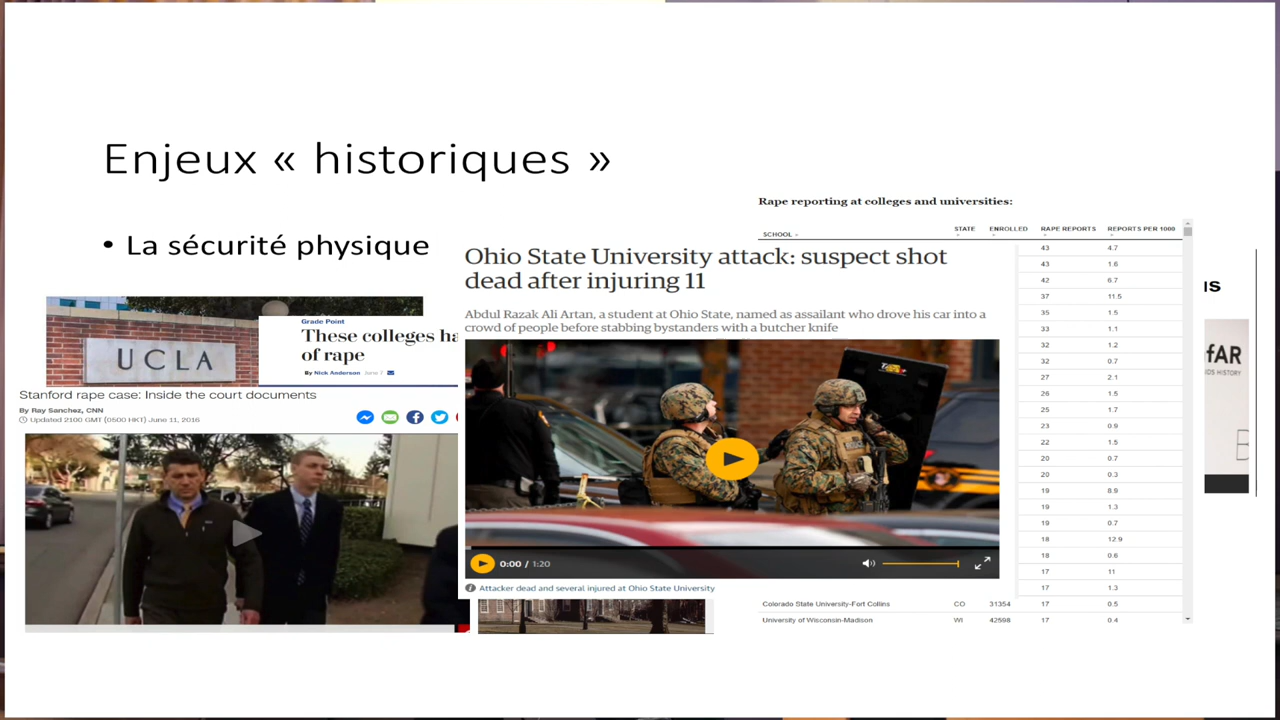 Enjeux « historiques »
• La sécurité physique
UCLA
Grade Point
These colleges ha
of rape
By Nick Anderson June 7
Stanford rape case: Inside the court documents
By Ray Sanchez, CNN
Updated 2100 GMT (0500 HKT) June 11, 2016
Ohio State University attack: suspect shot
dead after injuring 11
Abdul Razak Ali Artan, a student at Ohio State, named as assailant who drove his car into a
crowd of people before stabbing bystanders with a butcher knife
0:00 / 1:20
Attacker dead and several injured at Ohio State University
Rape reporting at colleges and universities:
SCHOOL STATE ENROLLED RAPE REPORTS REPORTS PER 1000
43 4.7
43 1.6
42 6.7
37 11.5
35 1.5
33 1.1
32 1.2
32 0.7
27 2.1
26 1.5
25 1.7
23 0.9
22 1.5
20 0.7
20 0.3
19 8.9
19 1.3
19 0.7
18 12.9
18 0.6
17 11
17 1.3
Colorado State University-Fort Collins CO 31354 17 0.5
University of Wisconsin-Madison WI 42598 17 0.4